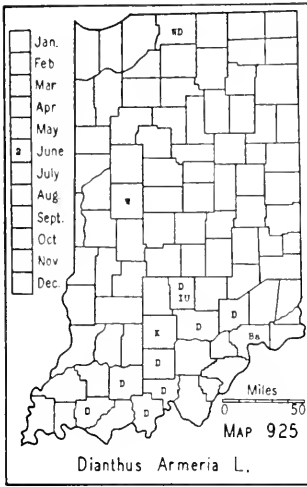 Jan.
Feb
Mar
Apr
May
2 June
July
Aug.
Sept.
Oct
Nov
Dec.
WD
W
D
IU
K
D
D
Bs
D
D
D
D
D
Miles
0 50
MAP 925
Dianthus Armeria L.